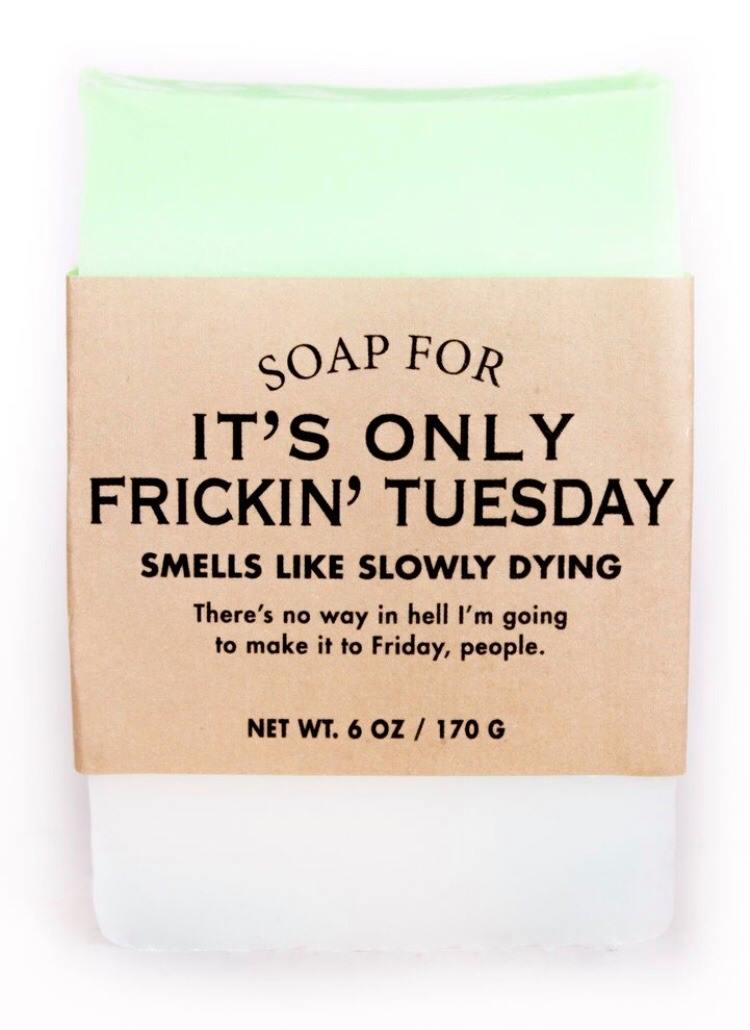 SOAP FOR
IT’S ONLY
FRICKIN’ TUESDAY
SMELLS LIKE SLOWLY DYING
There’s no way in hell I’m going
to make it to Friday, people.
NET WT. 6 OZ / 170 G